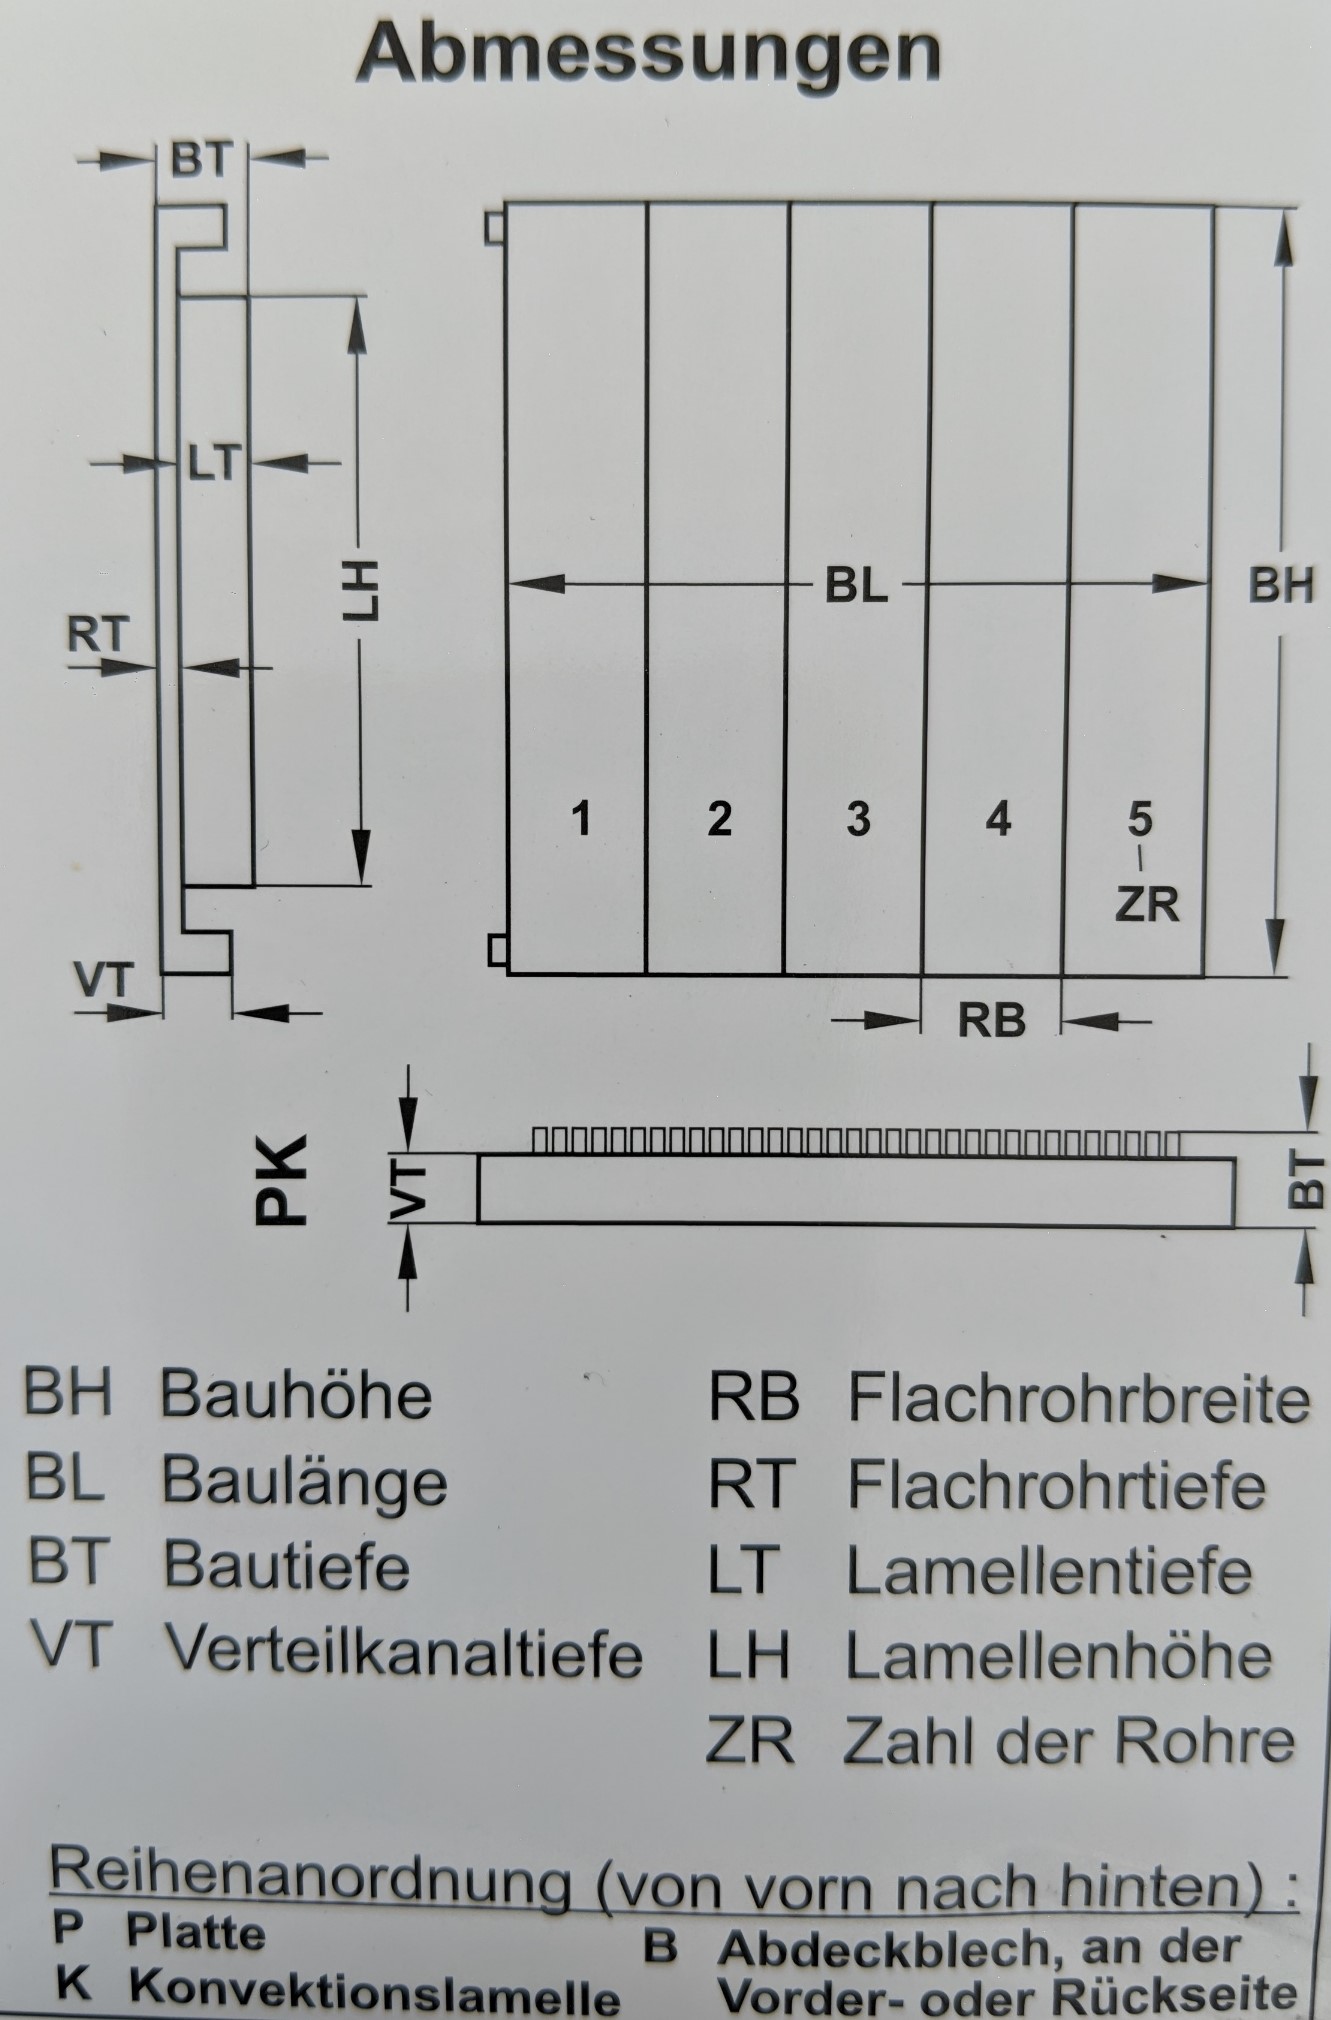 Abmessungen
BT
LT
LH
RT
VT
BL
BH
1 2 3 4 5
ZR
RB
PK
VT
BT
BH Bauhöhe
BL Baulänge
BT Bautiefe
VT Verteilkanaltiefe
RB Flachrohrbreite
RT Flachrohrtiefe
LT Lamellentiefe
LH Lamellenhöhe
ZR Zahl der Rohre
Reihenanordnung (von vorn nach hinten) :
P Platte
K Konvektionslamelle
B Abdeckblech, an der
Vorder- oder Rückseite